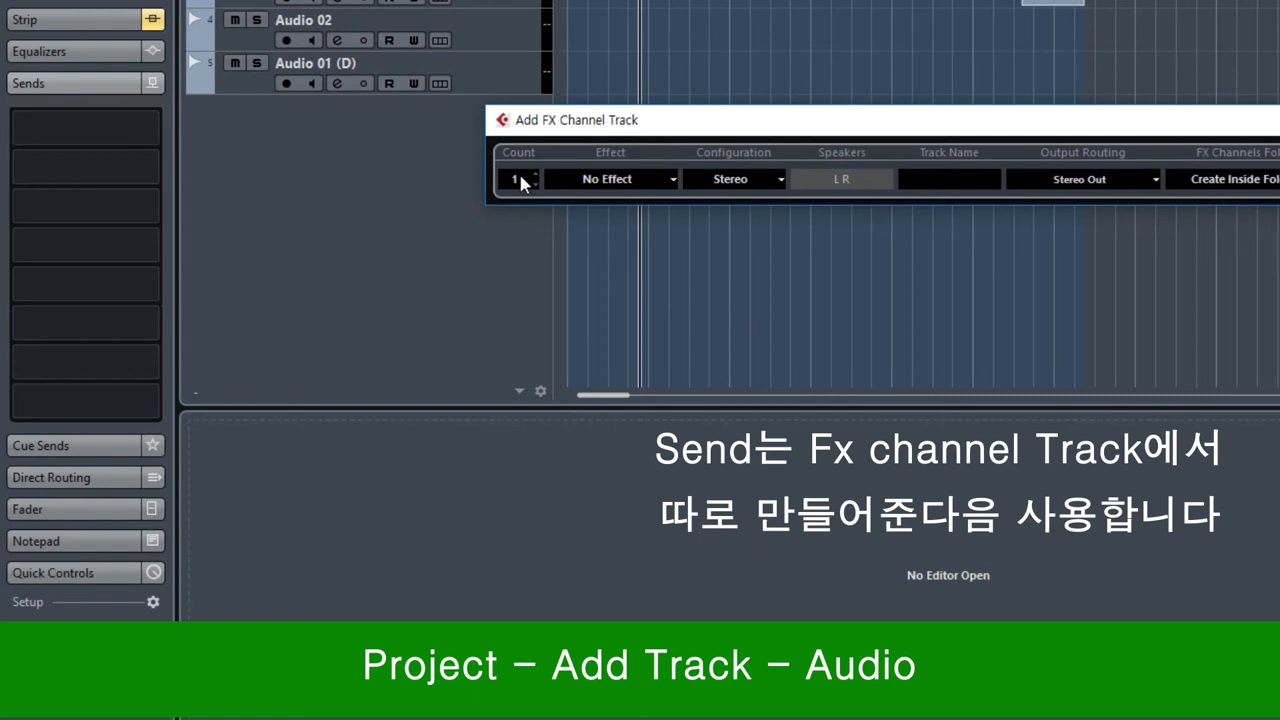 Strip
4 m S Audio 02
R W
Equalizers
5 m S Audio 01 (D)
Sends
R W
Add FX Channel Track
Count Effect Configuration Speakers Track Name Output Routing FX Channels Fol
1 No Effect Stereo L R Stereo Out Create Inside Fol
Cue Sends
Direct Routing
Fader
Notepad
Quick Controls
Setup
Send는 Fx channel Track에서
따로 만들어준다음 사용합니다
No Editor Open
Project – Add Track – Audio